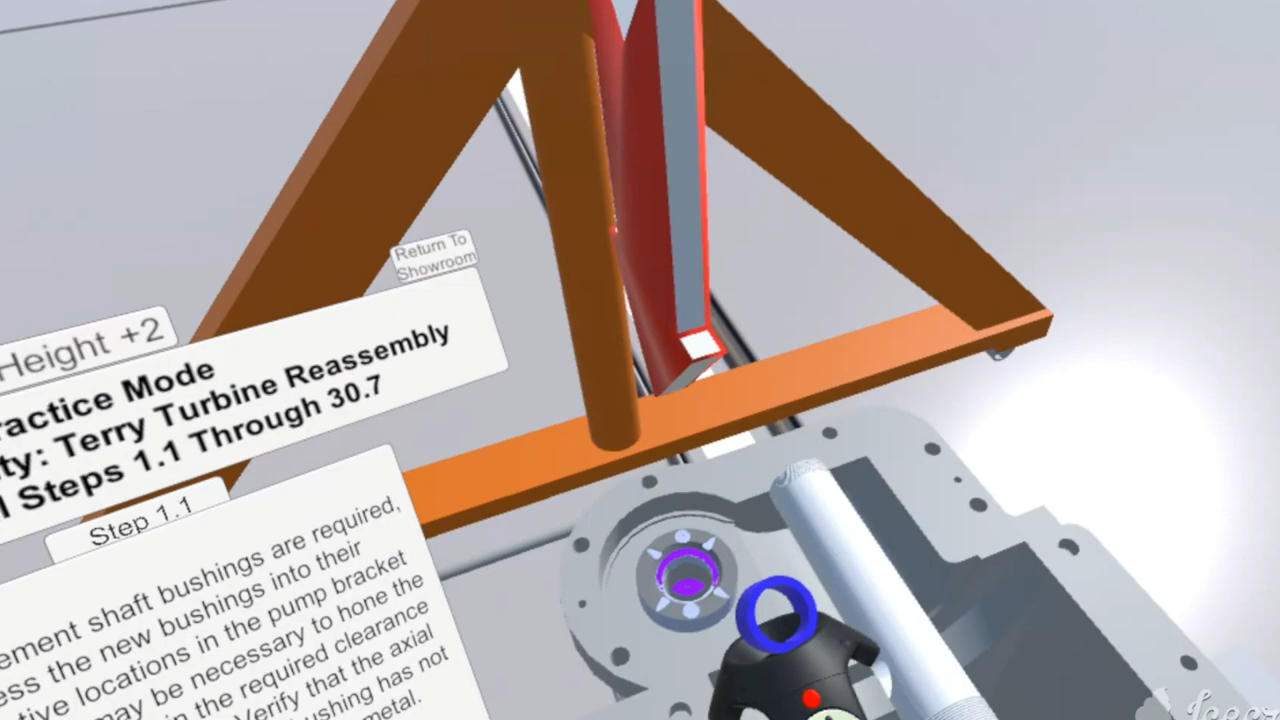 Return To
Showroom
Height +2
ractice Mode
ty: Terry Turbine Reassembly
l Steps 1.1 Through 30.7
Step 1.1
ement shaft bushings are required,
ess the new bushings into their
tive locations in the pump bracket
may be necessary to hone the
in the required clearance
Verify that the axial
ushing has not
metal.